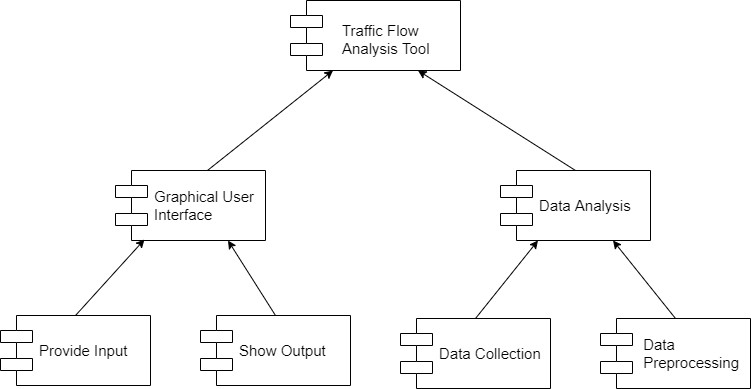 Traffic Flow
Analysis Tool
Graphical User
Interface
Data Analysis
Provide Input
Show Output
Data Collection
Data
Preprocessing